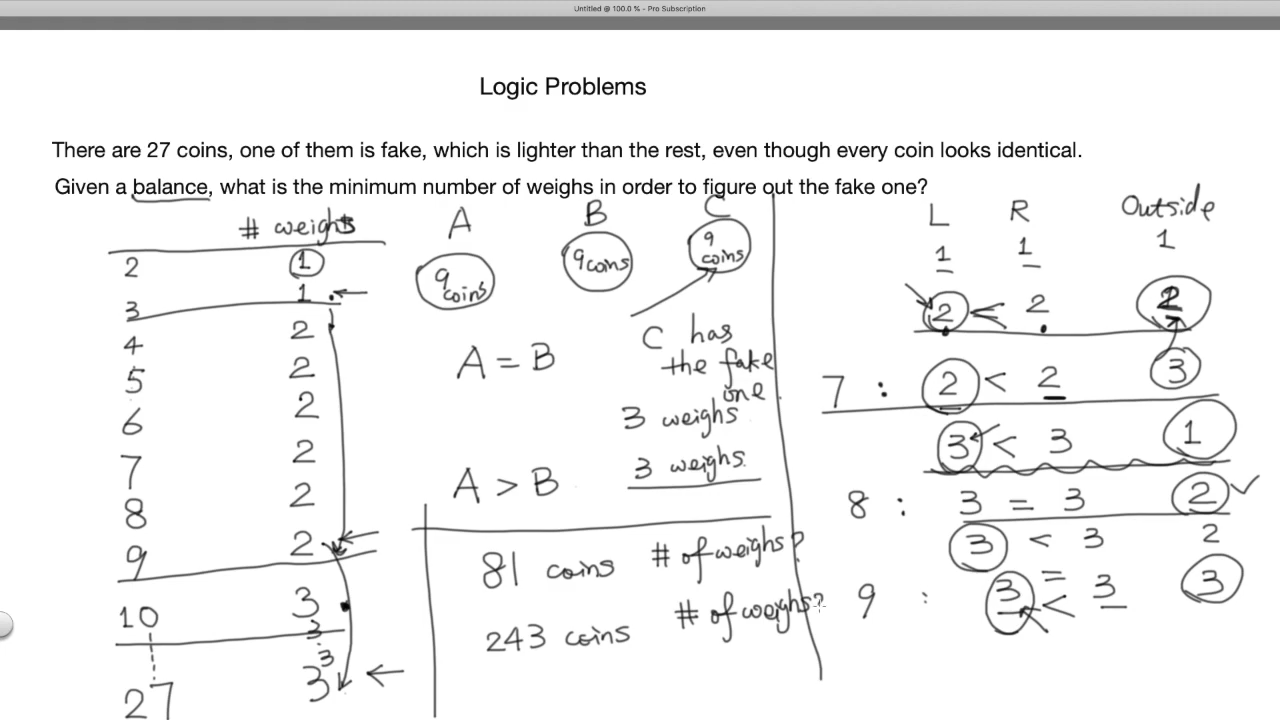 Untitled @ 100.0 % - Pro Subscription
Logic Problems
There are 27 coins, one of them is fake, which is lighter than the rest, even though every coin looks identical.
Given a balance, what is the minimum number of weighs in order to figure out the fake one?
# weights
2 1
3 1
4 2
5 2
6 2
7 2
8 2
9 2
10 3
3
3
27 3
A B C
9 coins 9 coins 9 coins
A = B
C has
the fake
one
3 weighs
A > B 3 weighs
81 coins # of weighs?
243 coins # of weighs?
L R Outside
1 1 1
2 < 2 2
3
7 : 2 < 2
3 < 3 1
8 : 3 = 3 2
3 < 3 2
=
9 : 3 < 3 3